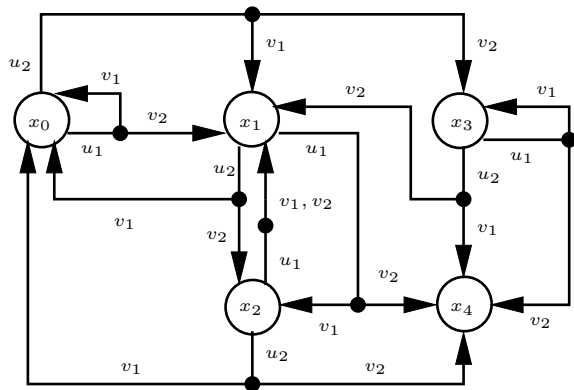 v₁ v₂
u₂
v₁ v₂ v₁
x₀ v₂ x₁ x₃
u₁ u₁ u₁
u₂ u₂
v₁ v₁, v₂
v₂ v₁
u₁ v₂
x₂ x₄
v₁ v₂
u₂
v₁ v₂